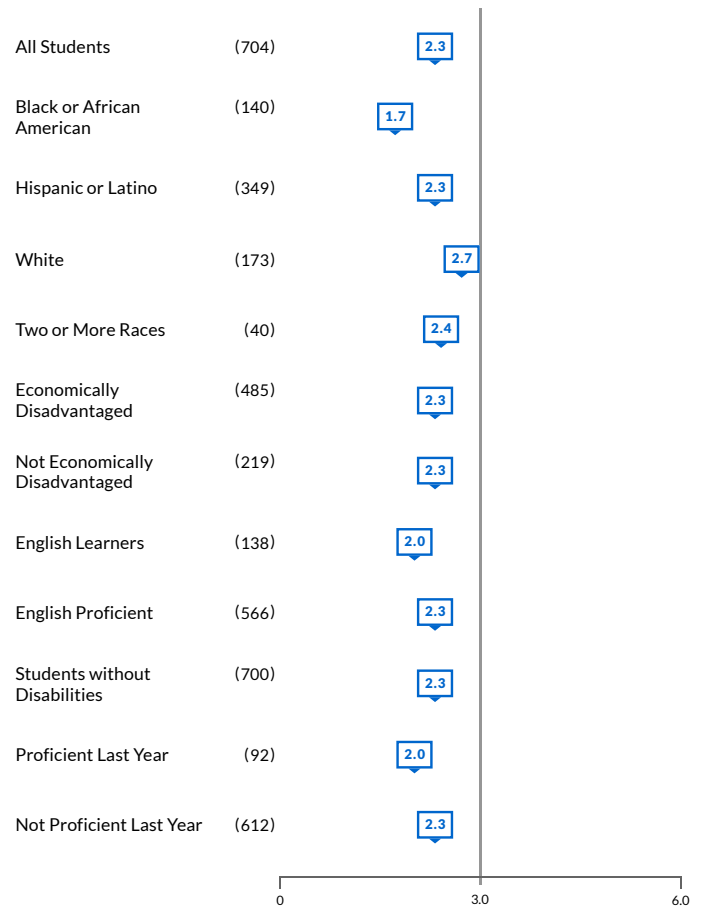 All Students (704) 2.3
Black or African (140) 1.7
American
Hispanic or Latino (349) 2.3
White (173) 2.7
Two or More Races (40) 2.4
Economically (485) 2.3
Disadvantaged
Not Economically (219) 2.3
Disadvantaged
English Learners (138) 2.0
English Proficient (566) 2.3
Students without (700) 2.3
Disabilities
Proficient Last Year (92) 2.0
Not Proficient Last Year (612) 2.3
0 3.0 6.0